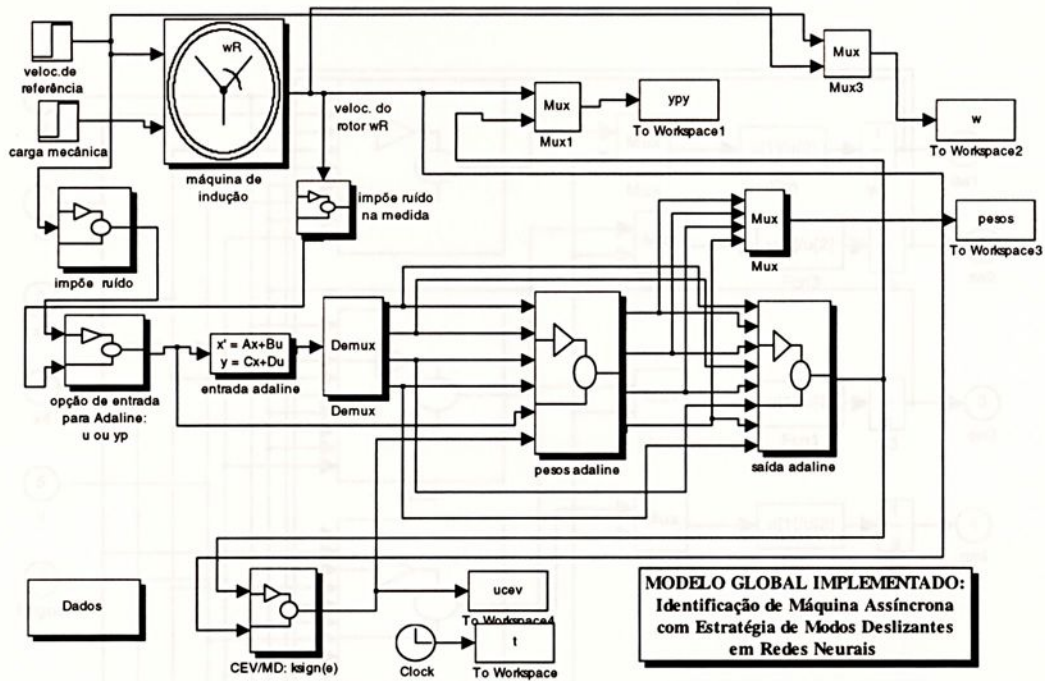 veloc.de
referência
carga mecânica
wR
máquina de
indução
veloc. do
rotor wR
Mux
Mux1
ypy
To Workspace1
Mux
Mux3
w
To Workspace2
impõe ruído
impõe ruído
na medida
Mux
Mux
pesos
To Workspace3
opção de entrada
para Adaline:
u ou yp
x' = Ax+Bu
y = Cx+Du
entrada adaline
Demux
Demux
pesos adaline
saída adaline
Dados
CEV/MD: ksign(e)
ucev
To Workspace4
Clock
t
To Workspace
MODELO GLOBAL IMPLEMENTADO:
Identificação de Máquina Assíncrona
com Estratégia de Modos Deslizantes
em Redes Neurais